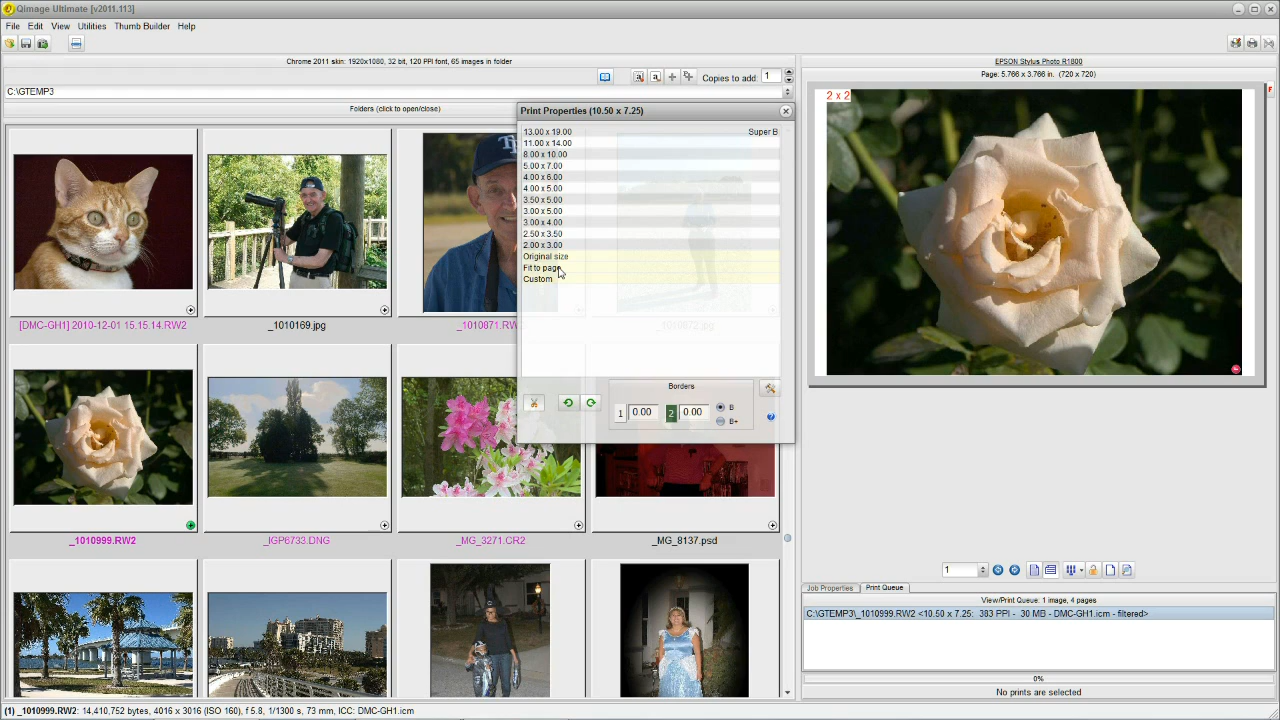 Qimage Ultimate [v2011.113]
File Edit View Utilities Thumb Builder Help
Chrome 2011 skin: 1920x1080, 32 bit, 120 PPI font, 65 images in folder
Copies to add: 1
C:\GTEMP3
Folders (click to open/close)
EPSON Stylus Photo R1800
Page: 5.766 x 3.766 in. (720 x 720)
F
2 x 2
Print Properties (10.50 x 7.25)
13.00 x 19.00 Super B
11.00 x 14.00
8.00 x 10.00
5.00 x 7.00
4.00 x 6.00
4.00 x 5.00
3.50 x 5.00
3.00 x 5.00
3.00 x 4.00
2.50 x 3.50
2.00 x 3.00
Original size
Fit to page
Custom
Borders
1 0.00 2 0.00 B
B+
[DMC-GH1] 2010-12-01 15.15.14.RW2
_1010169.jpg
_1010871.RW
_1010872.jpg
_1010999.RW2
_IGP6733.DNG
_MG_3271.CR2
_MG_8137.psd
1
Job Properties Print Queue
View/Print Queue: 1 image, 4 pages
C:\GTEMP3\_1010999.RW2 <10.50 x 7.25: 383 PPI - 30 MB - DMC-GH1.icm - filtered>
0%
No prints are selected
(1) _1010999.RW2: 14,410,752 bytes, 4016 x 3016 (ISO 160), f 5.8, 1/1300 s, 73 mm, ICC: DMC-GH1.icm